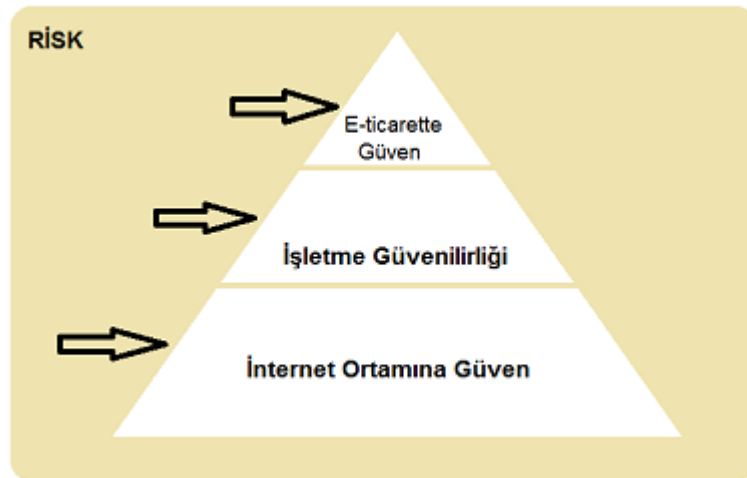 RİSK
E-ticarette
Güven
İşletme Güvenilirliği
İnternet Ortamına Güven